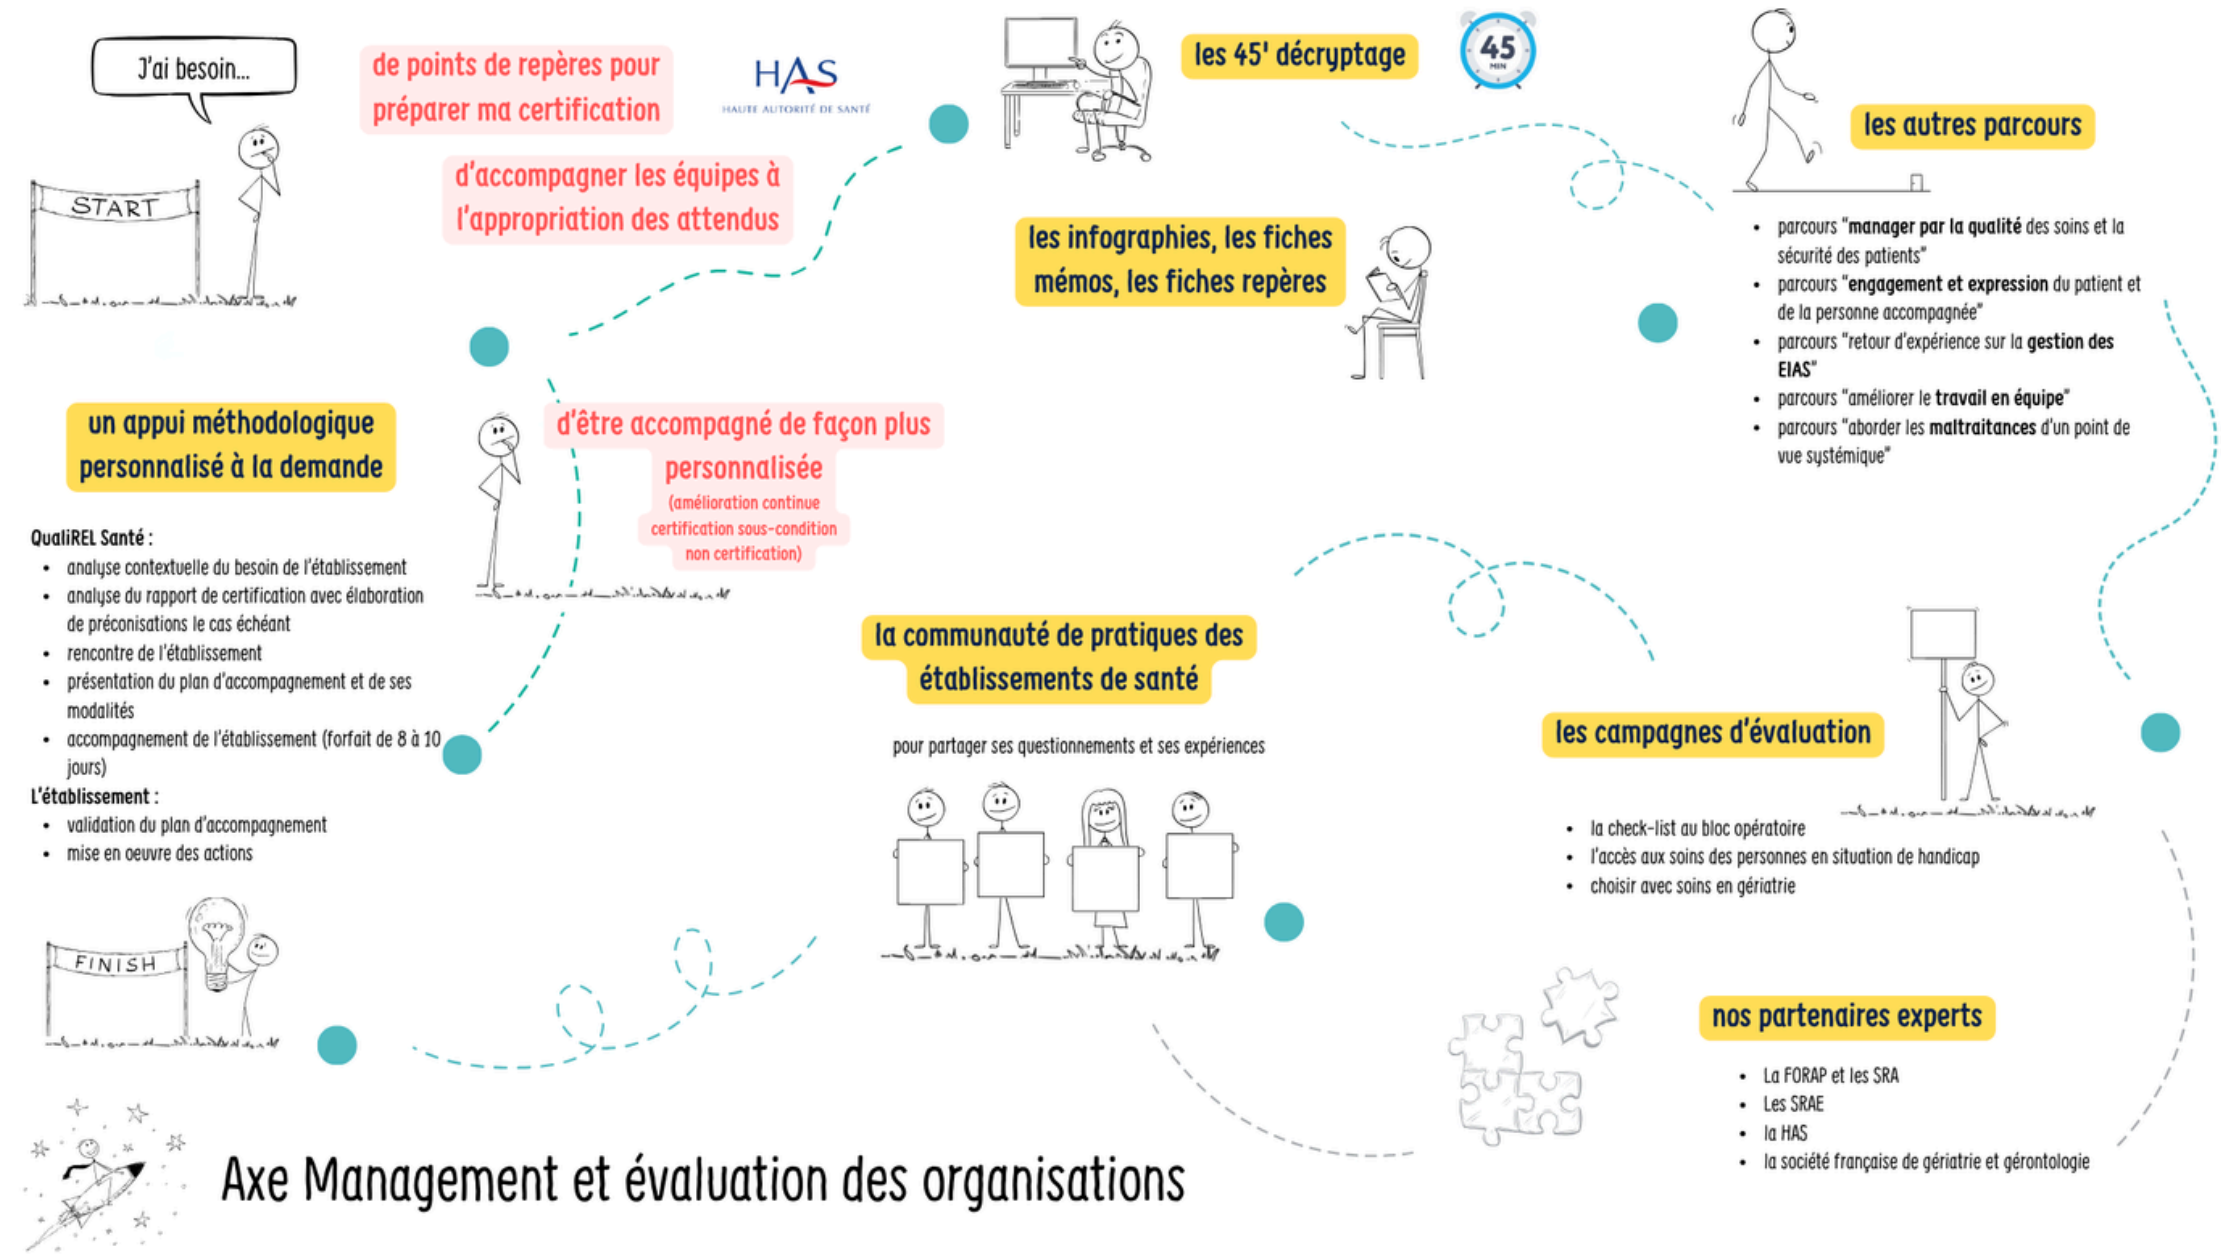 J'ai besoin...
START
de points de repères pour
préparer ma certification
HAS
HAUTE AUTORITÉ DE SANTÉ
d'accompagner les équipes à
l'appropriation des attendus
les 45' décryptage
45
MIN
les infographies, les fiches
mémos, les fiches repères
les autres parcours
• parcours "manager par la qualité des soins et la
sécurité des patients"
• parcours "engagement et expression du patient et
de la personne accompagnée"
• parcours "retour d'expérience sur la gestion des
EIAS"
• parcours "améliorer le travail en équipe"
• parcours "aborder les maltraitances d'un point de
vue systémique"
un appui méthodologique
personnalisé à la demande
QualiREL Santé :
• analyse contextuelle du besoin de l'établissement
• analyse du rapport de certification avec élaboration
de préconisations le cas échéant
• rencontre de l'établissement
• présentation du plan d'accompagnement et de ses
modalités
• accompagnement de l'établissement (forfait de 8 à 10
jours)
L'établissement :
• validation du plan d'accompagnement
• mise en oeuvre des actions
FINISH
d'être accompagné de façon plus
personnalisée
(amélioration continue
certification sous-condition
non certification)
la communauté de pratiques des
établissements de santé
pour partager ses questionnements et ses expériences
les campagnes d'évaluation
• la check-list au bloc opératoire
• l'accès aux soins des personnes en situation de handicap
• choisir avec soins en gériatrie
nos partenaires experts
• La FORAP et les SRA
• Les SRAE
• la HAS
• la société française de gériatrie et gérontologie
Axe Management et évaluation des organisations